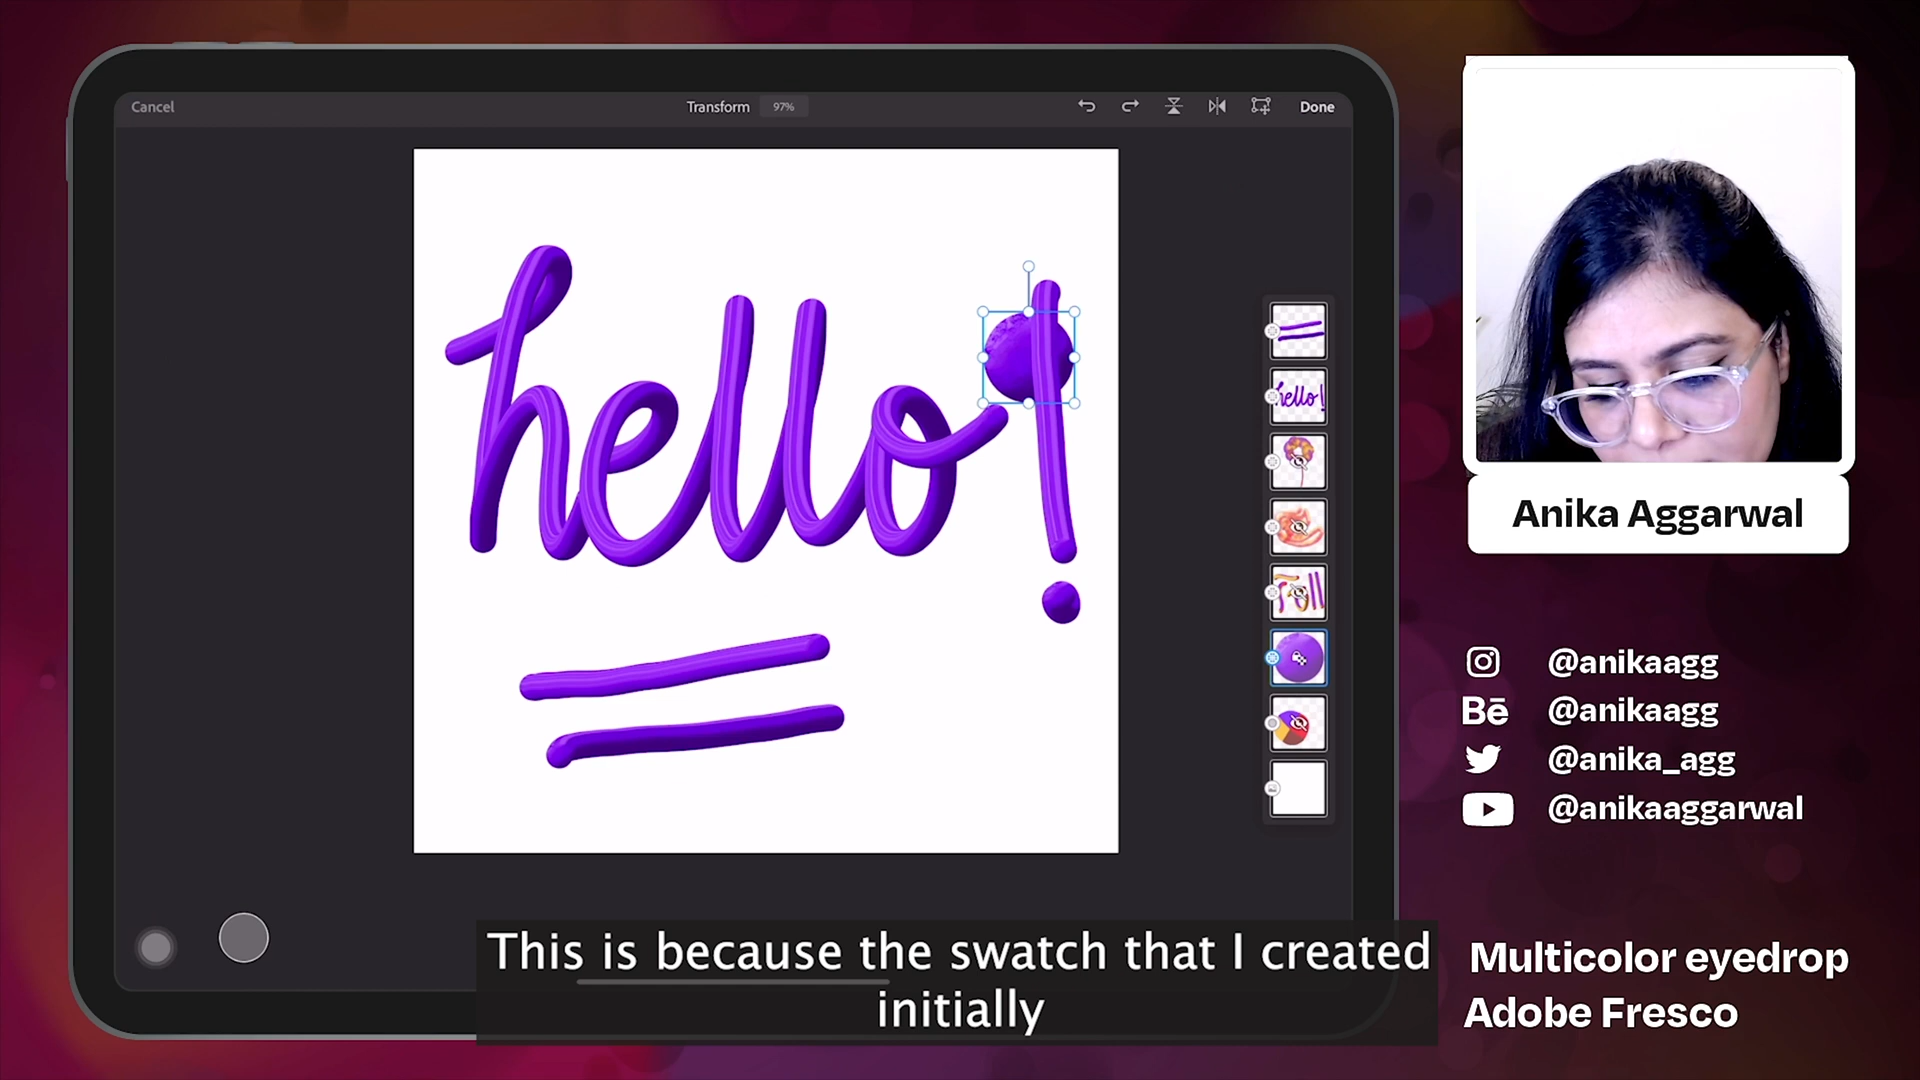 Cancel
Transform 97%
Done
hello!
hello!
Anika Aggarwal
@anikaagg
Bē @anikaagg
@anika_agg
@anikaaggarwal
This is because the swatch that I created
initially
Multicolor eyedrop
Adobe Fresco